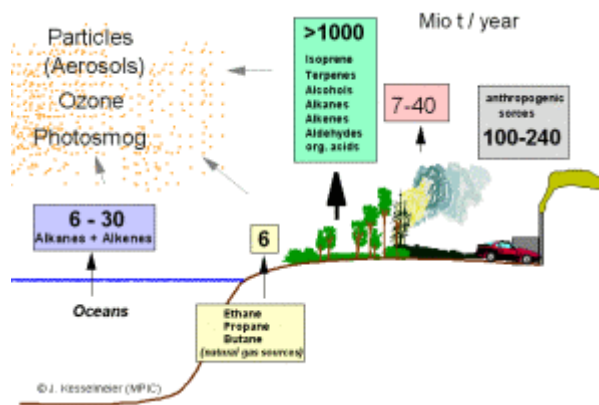 Mio t / year
Particles
(Aerosols)
Ozone
Photosmog
>1000
Isoprene
Terpenes
Alcohols
Alkanes
Alkenes
Aldehydes
org. acids
7-40
anthropogenic
sorces
100-240
6 - 30
Alkanes + Alkenes
6
Oceans
Ethane
Propane
Butane
(natural gas sources)
© J. Kesselmeier (MPIC)